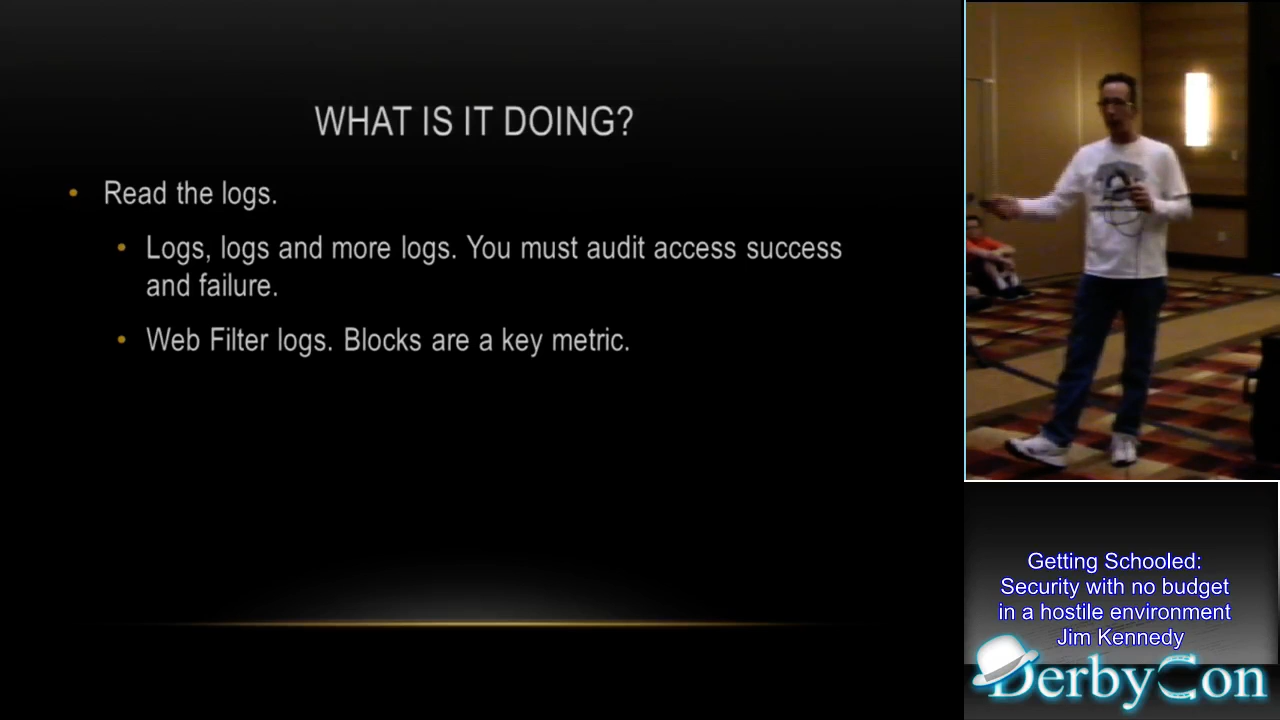 WHAT IS IT DOING?
Read the logs.
Logs, logs and more logs. You must audit access success
and failure.
Web Filter logs. Blocks are a key metric.
Getting Schooled:
Security with no budget
in a hostile environment
Jim Kennedy
DerbyCon